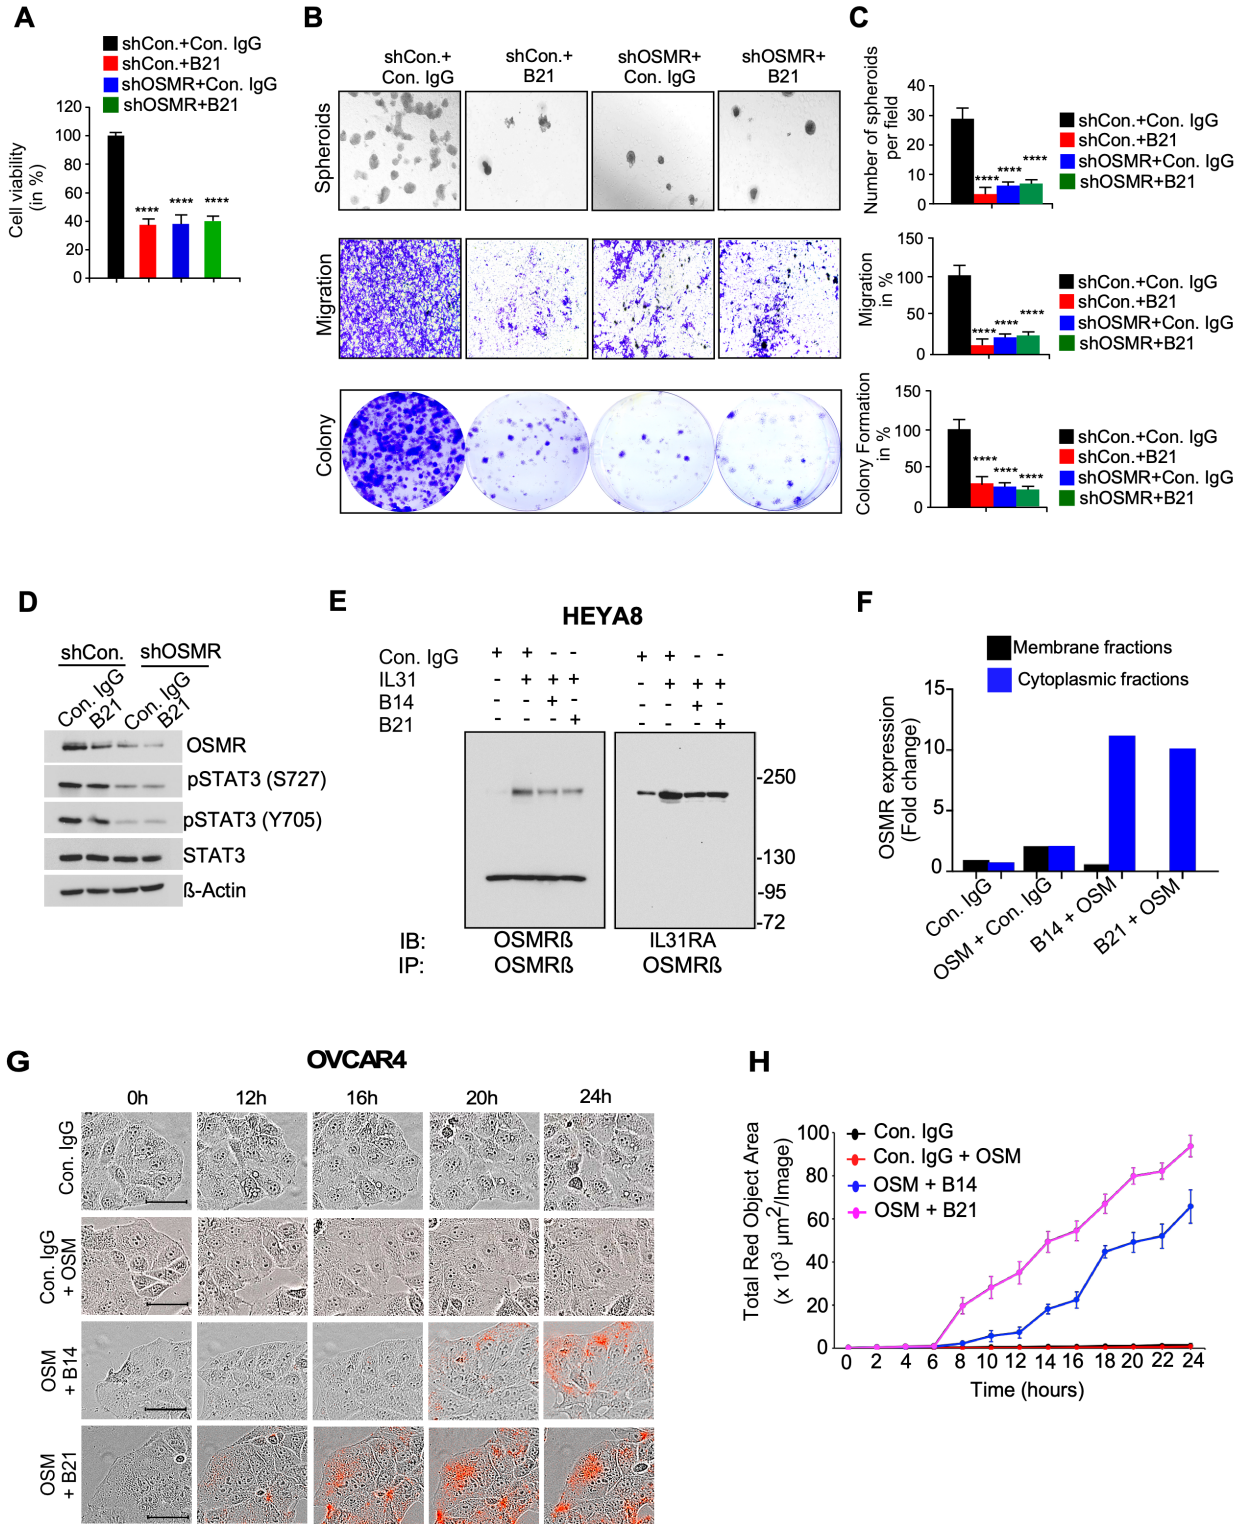 A
shCon.+Con. IgG
shCon.+B21
shOSMR+Con. IgG
shOSMR+B21
Cell viability
(in %)
120
100
80
60
40
20
0
**** **** ****
B
shCon.+
Con. IgG
shCon.+
B21
shOSMR+
Con. IgG
shOSMR+
B21
Spheroids
Migration
Colony
C
Number of spheroids
per field
40
30
20
10
0
**** **** ****
shCon.+Con. IgG
shCon.+B21
shOSMR+Con. IgG
shOSMR+B21
Migration
in %
150
100
50
0
**** **** ****
shCon.+Con. IgG
shCon.+B21
shOSMR+Con. IgG
shOSMR+B21
Colony Formation
in %
150
100
50
0
**** **** ****
shCon.+Con. IgG
shCon.+B21
shOSMR+Con. IgG
shOSMR+B21
D
shCon. shOSMR
Con. IgG
B21
Con. IgG
B21
OSMR
pSTAT3 (S727)
pSTAT3 (Y705)
STAT3
ß-Actin
E
HEYA8
Con. IgG + + - - + + - -
IL31 - + + + - + + +
B14 - - + - - - + -
B21 - - - + - - - +
-250
-130
-95
-72
IB: OSMRß IL31RA
IP: OSMRß OSMRß
F
Membrane fractions
Cytoplasmic fractions
OSMR expression
(Fold change)
15
10
5
0
Con. IgG
OSM + Con. IgG
B14 + OSM
B21 + OSM
G
OVCAR4
0h 12h 16h 20h 24h
Con. IgG
Con. IgG
+ OSM
OSM
+ B14
OSM
+ B21
H
Con. IgG
Con. IgG + OSM
OSM + B14
OSM + B21
Total Red Object Area
(x 10³ µm²/Image)
100
80
60
40
20
0
0 2 4 6 8 10 12 14 16 18 20 22 24
Time (hours)